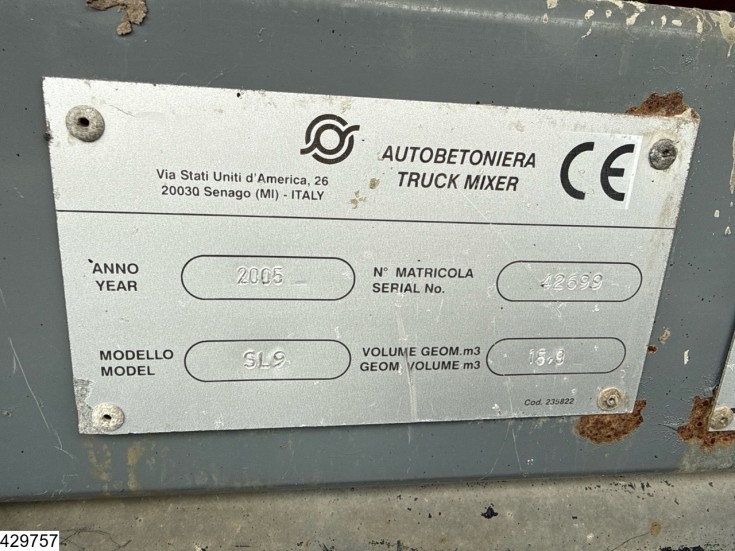 Via Stati Uniti d'America, 26
20030 Senago (MI) - ITALY
AUTOBETONIERA
TRUCK MIXER
CE
ANNO
YEAR
2005
N° MATRICOLA
SERIAL No.
42699
MODELLO
MODEL
SL9
VOLUME GEOM.m3
GEOM. VOLUME m3
15.9
Cod. 235822
429757